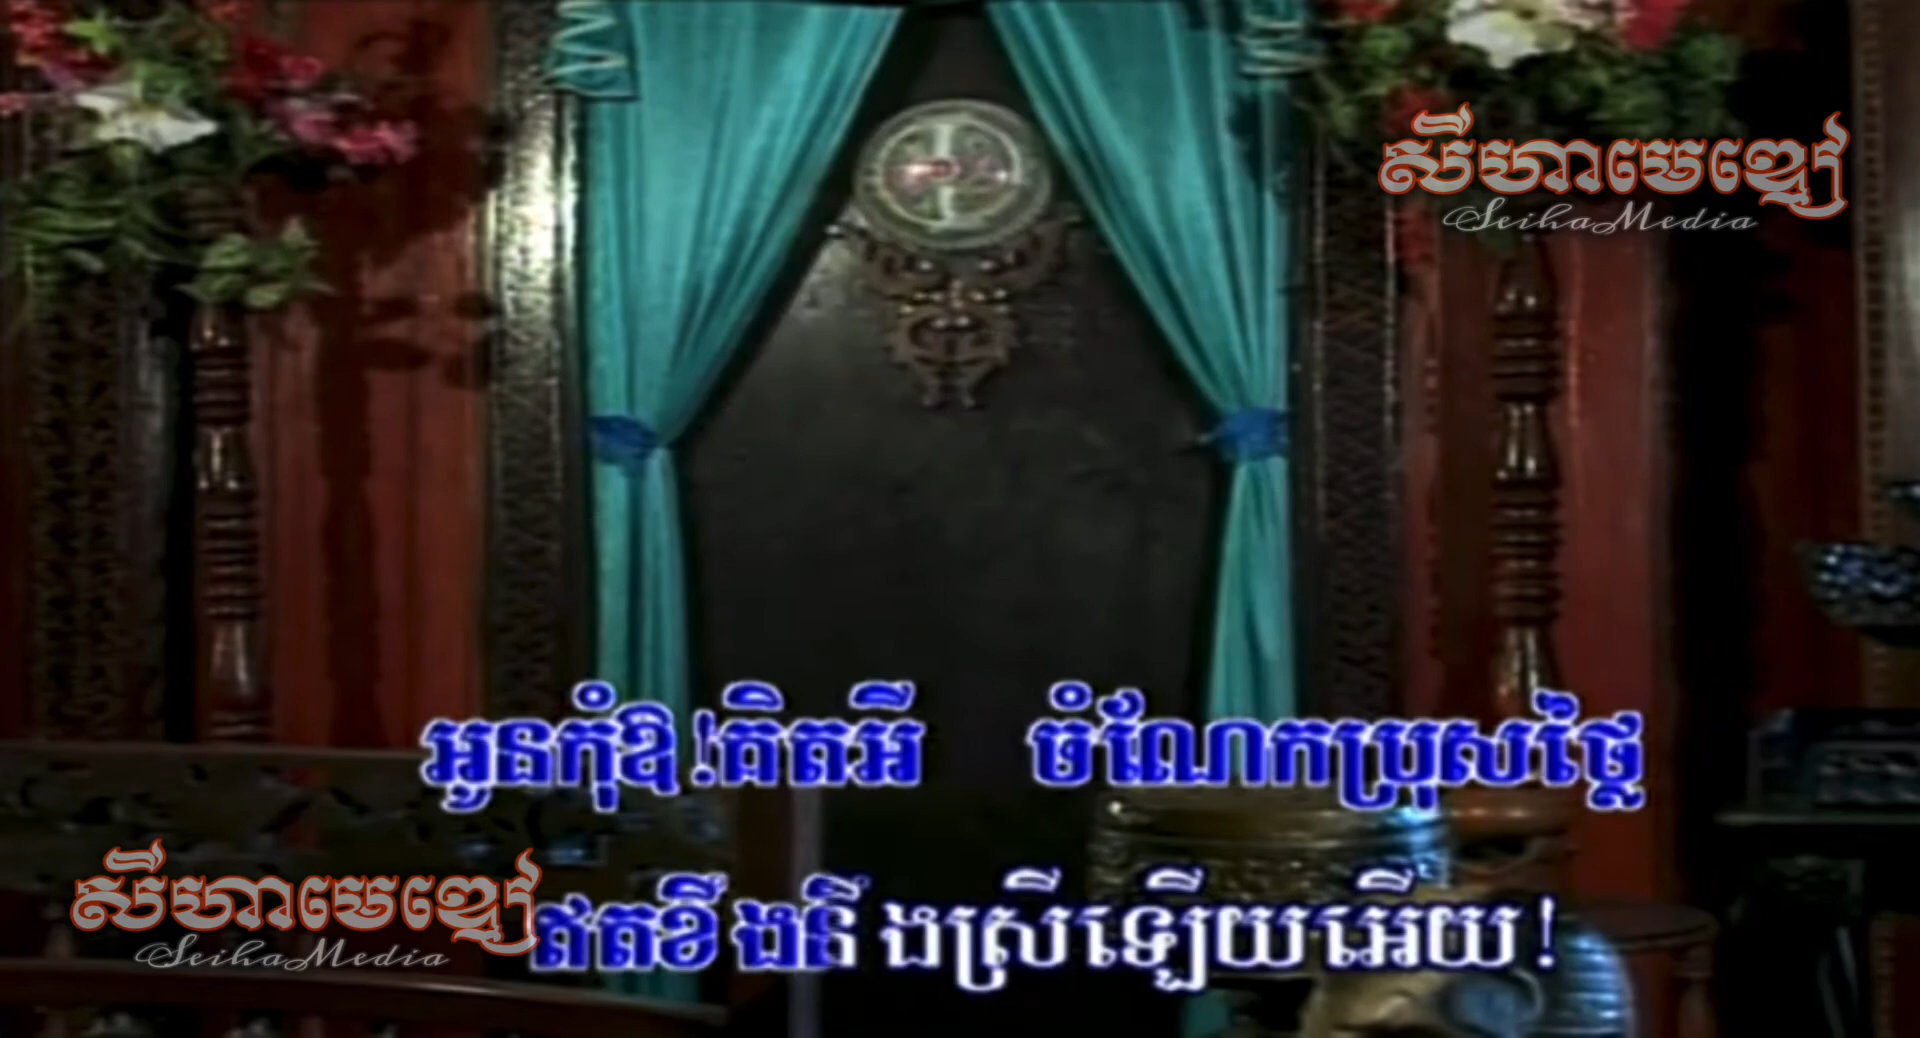 សីហាមេឌៀ
SeihaMedia
អូនកុំឱ!គិតអី ចំណែកប្រុសថ្លៃ
ឥតខឹងនឹងស្រីឡើយអើយ!
សីហាមេឌៀ
SeihaMedia